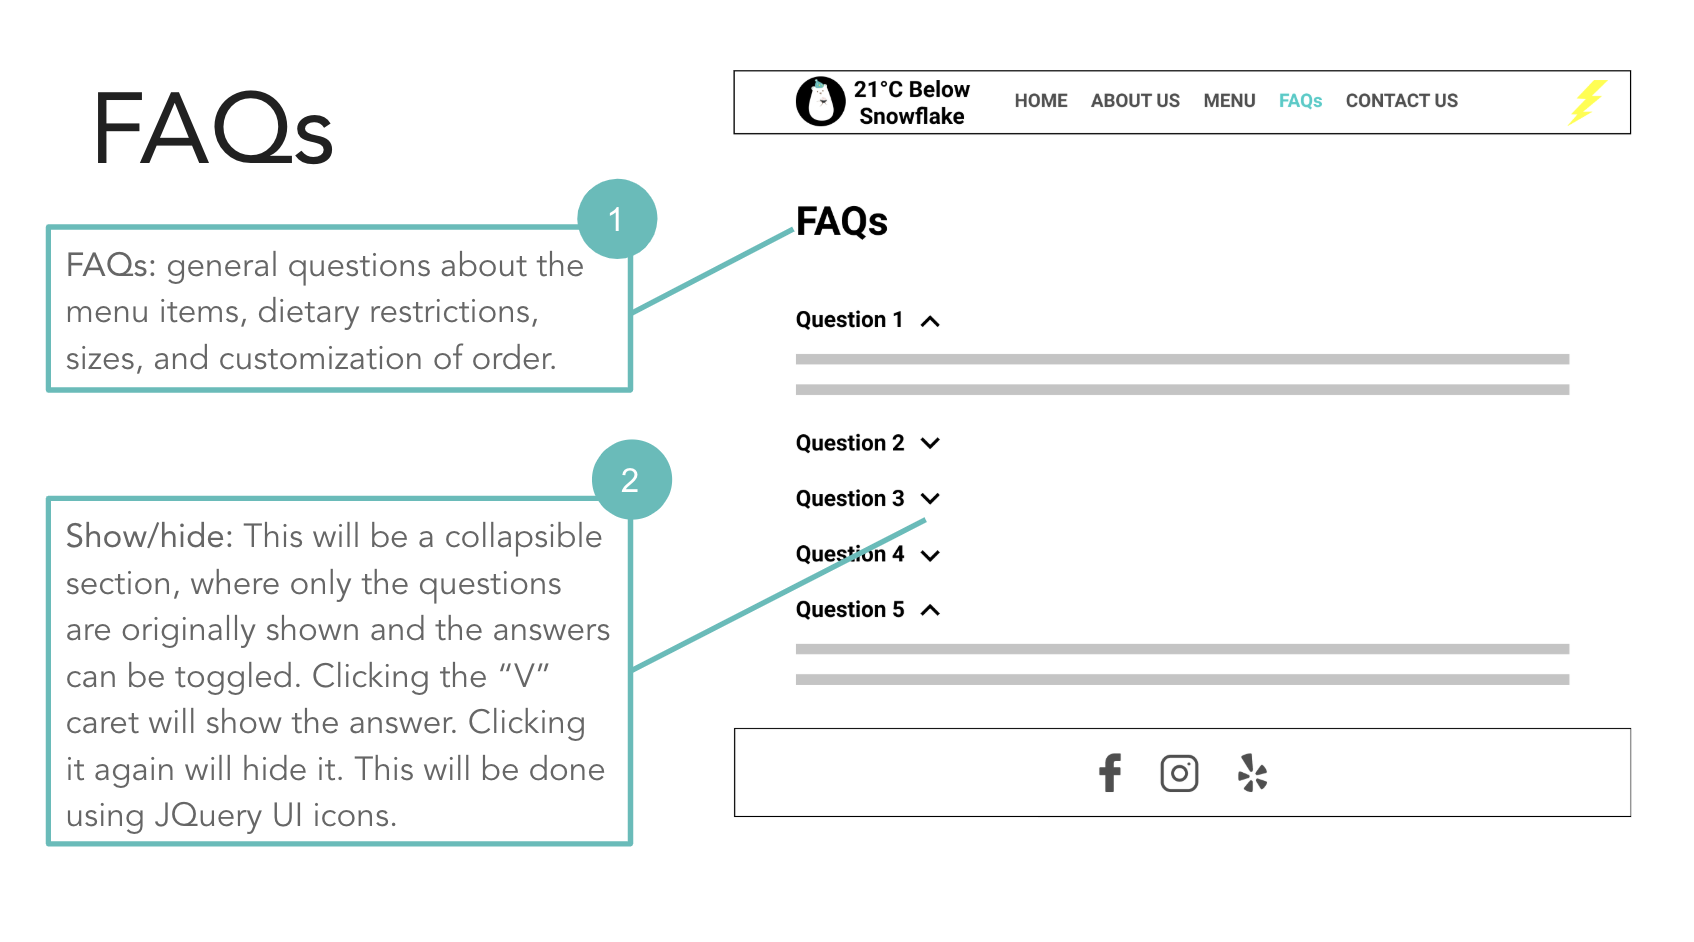 FAQs
1
FAQs: general questions about the
menu items, dietary restrictions,
sizes, and customization of order.
2
Show/hide: This will be a collapsible
section, where only the questions
are originally shown and the answers
can be toggled. Clicking the “V”
caret will show the answer. Clicking
it again will hide it. This will be done
using JQuery UI icons.
21°C Below
Snowflake
HOME ABOUT US MENU FAQs CONTACT US
FAQs
Question 1
Question 2
Question 3
Question 4
Question 5